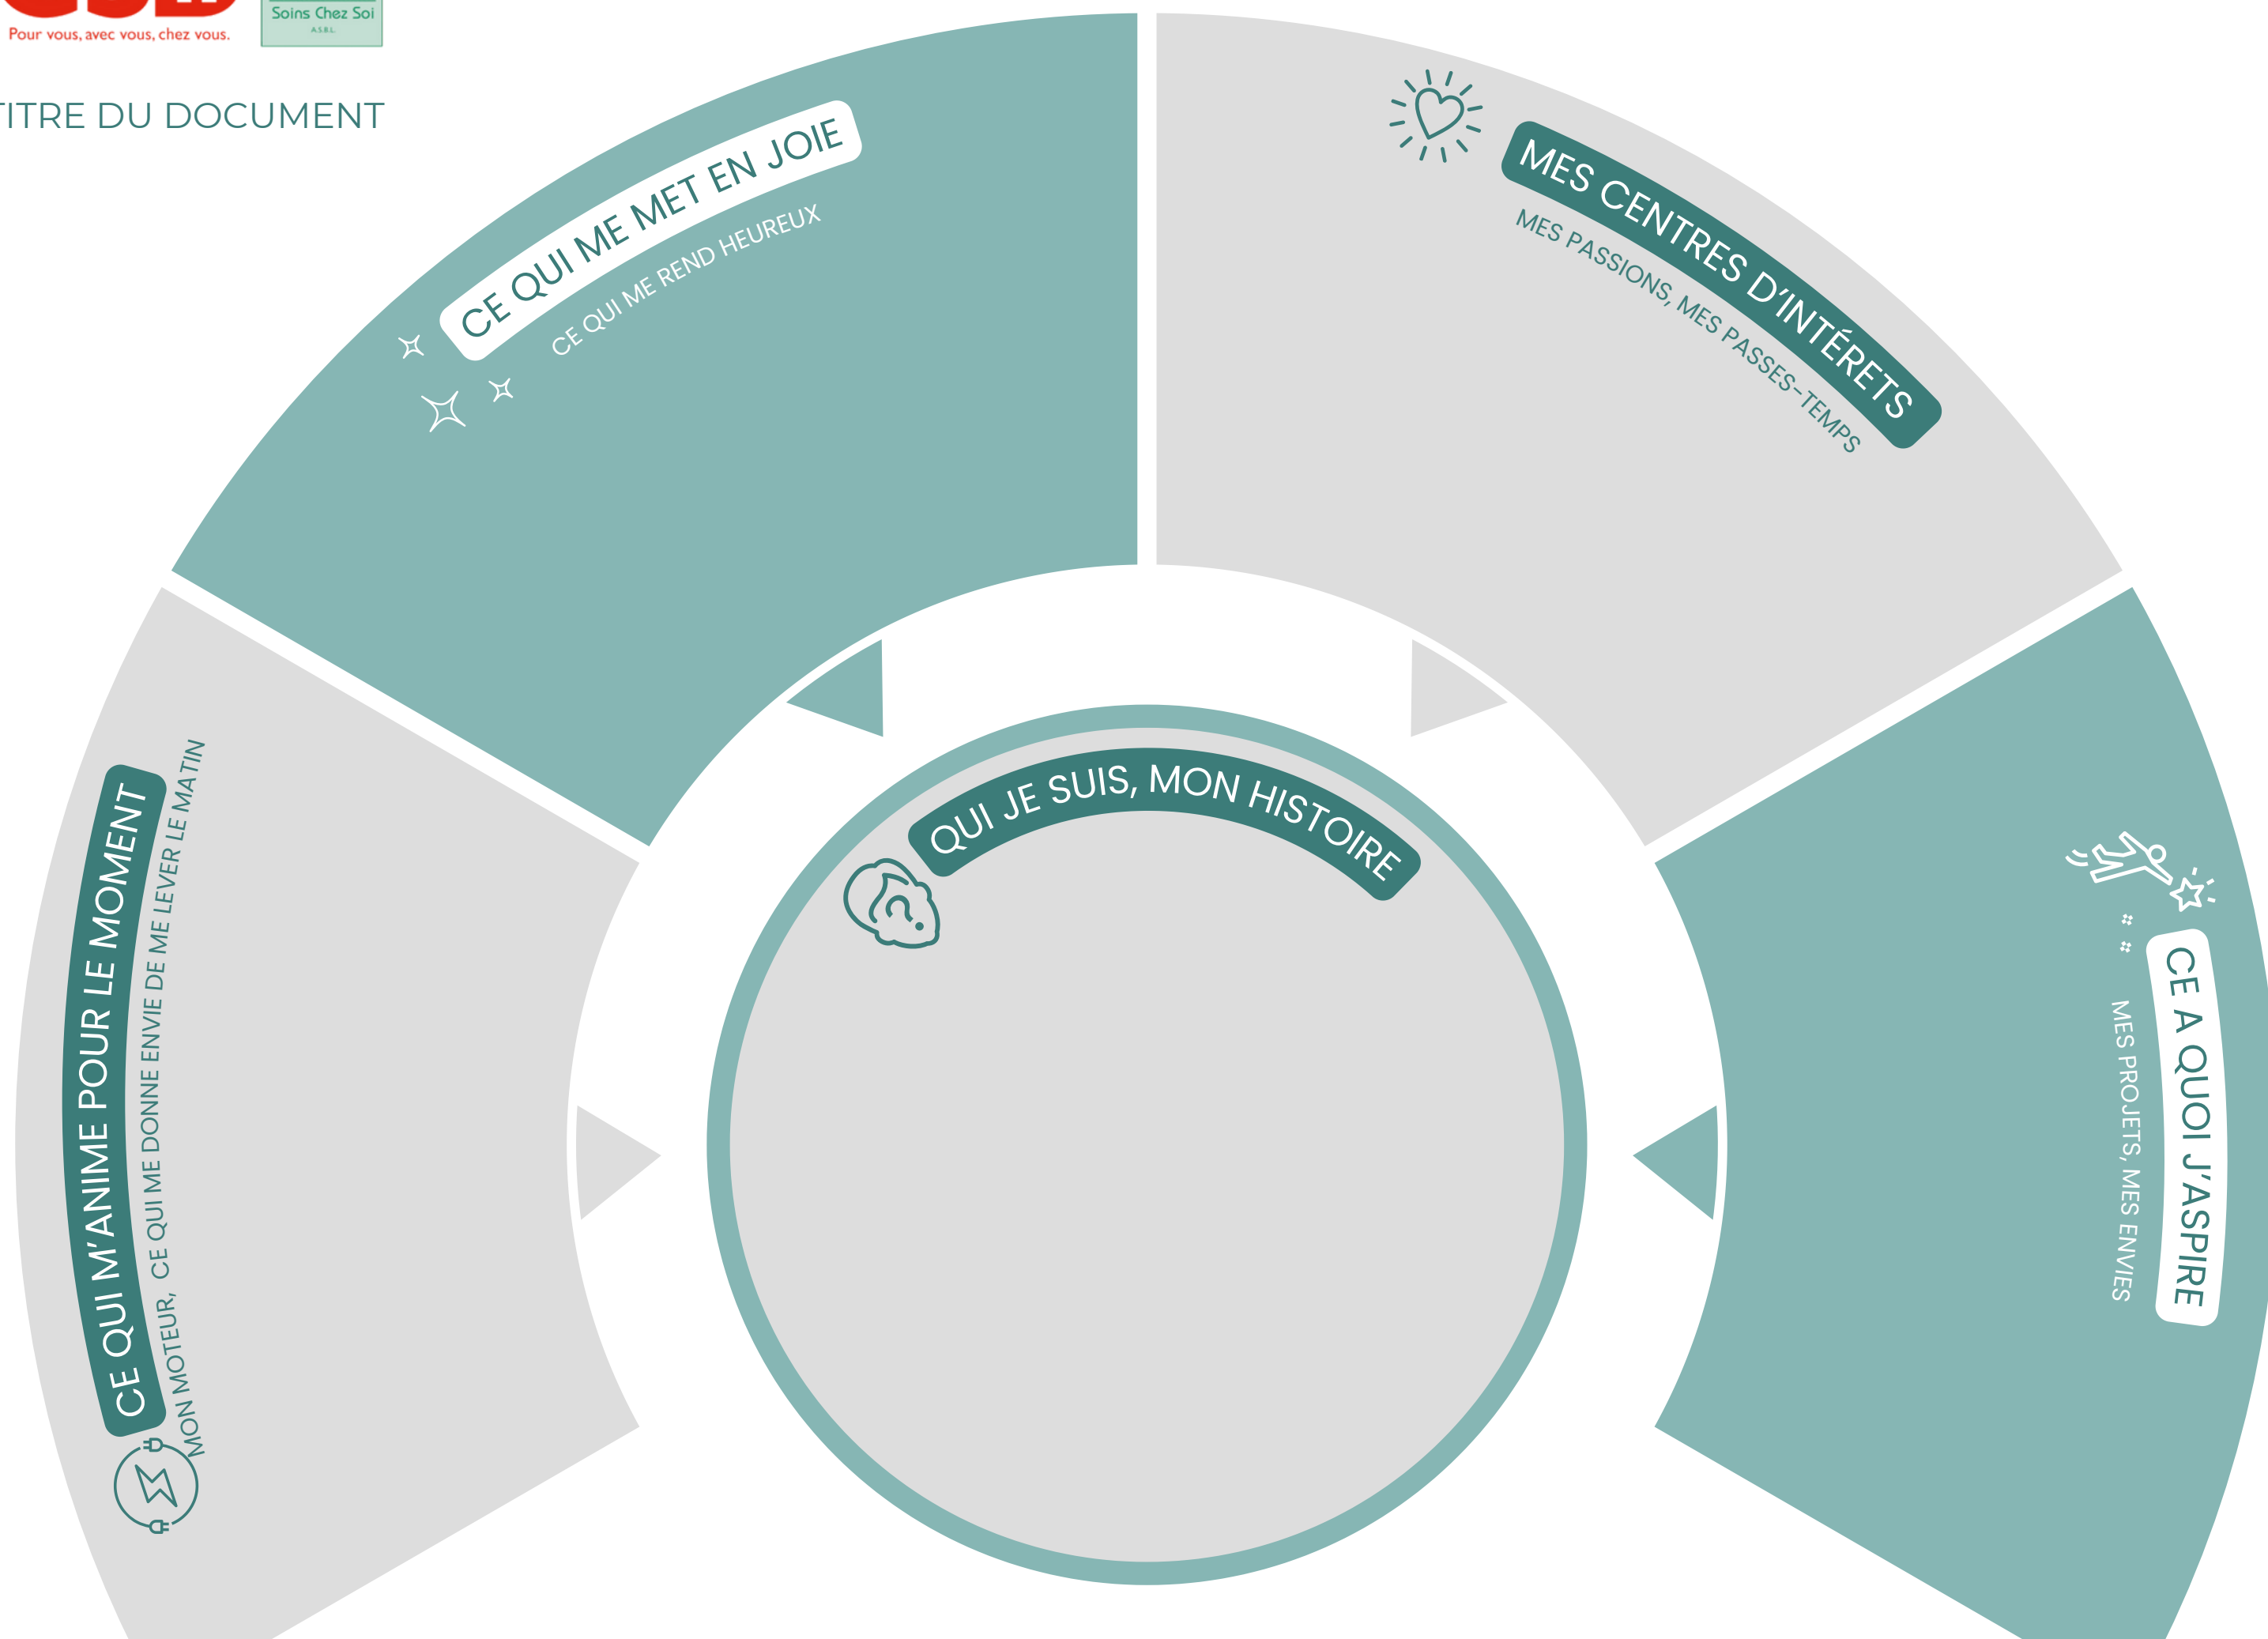 Pour vous, avec vous, chez vous.
Soins Chez Soi
A.S.B.L.
TITRE DU DOCUMENT
CE QUI ME MET EN JOIE
CE QUI ME REND HEUREUX
MES CENTRES D'INTÉRETS
MES PASSIONS, MES PASSES-TEMPS
CE QUI M'ANIME POUR LE MOMENT
MON MOTEUR, CE QUI ME DONNE ENVIE DE ME LEVER LE MATIN
QUI JE SUIS, MON HISTOIRE
CE A QUOI J'ASPIRE
MES PROJETS, MES ENVIES